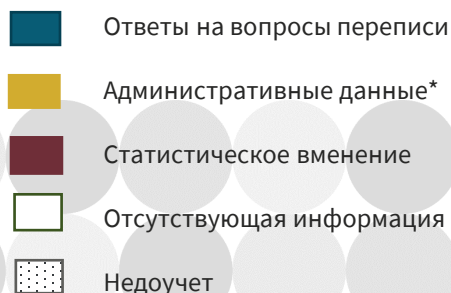 Ответы на вопросы переписи
Административные данные*
Статистическое вменение
Отсутствующая информация
Недоучет